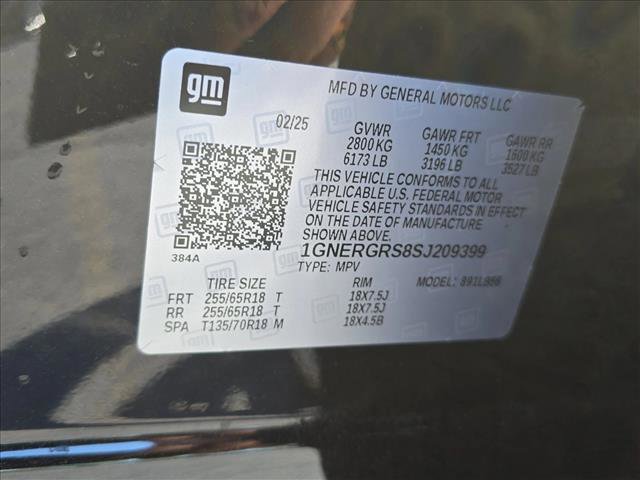 gm
MFD BY GENERAL MOTORS LLC
02/25 GVWR GAWR FRT GAWR RR
2800 KG 1450 KG 1600 KG
6173 LB 3196 LB 3527 LB
THIS VEHICLE CONFORMS TO ALL
APPLICABLE U.S. FEDERAL MOTOR
VEHICLE SAFETY STANDARDS IN EFFECT
ON THE DATE OF MANUFACTURE
SHOWN ABOVE.
384A 1GNERGRS8SJ209399
TYPE: MPV MODEL:
TIRE SIZE RIM
FRT 255/65R18 T 18X7.5J
RR 255/65R18 T 18X7.5J
SPA T135/70R18 M 18X4.5B